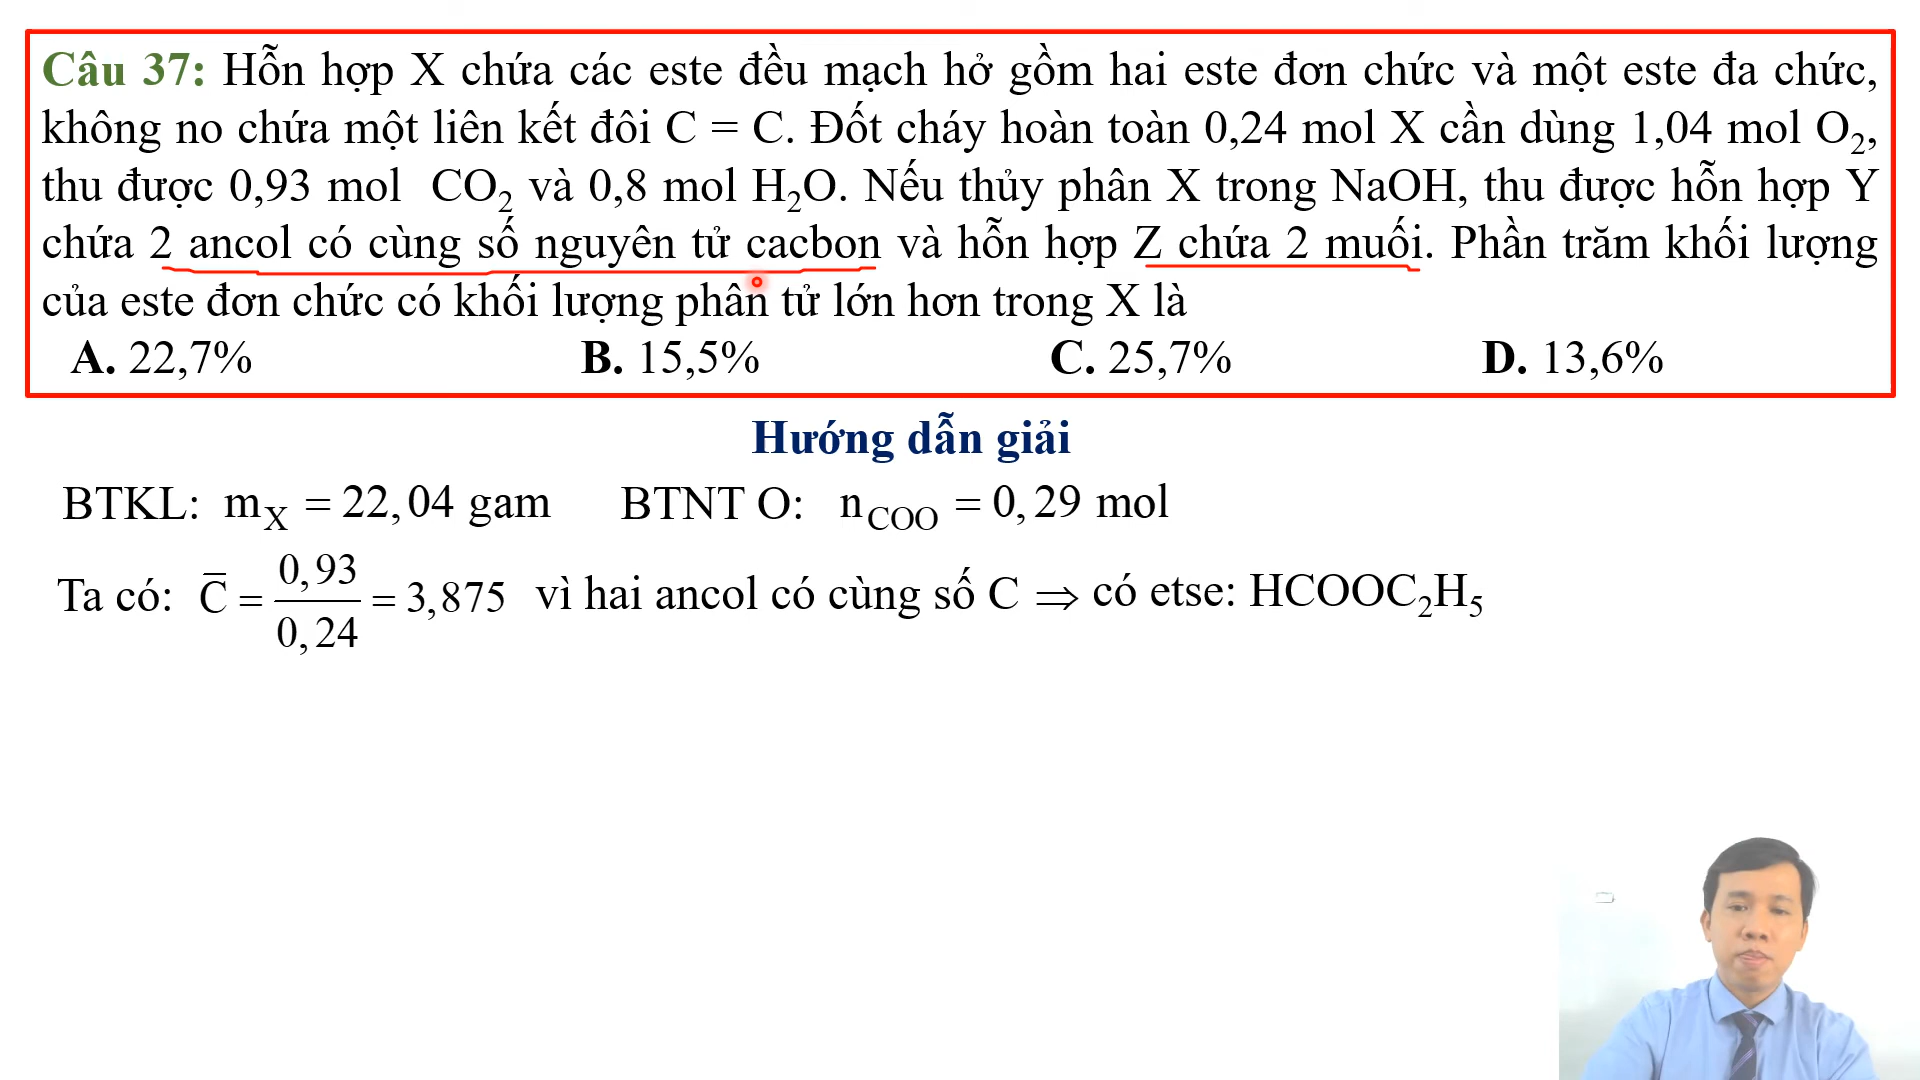 Câu 37: Hỗn hợp X chứa các este đều mạch hở gồm hai este đơn chức và một este đa chức,
không no chứa một liên kết đôi C = C. Đốt cháy hoàn toàn 0,24 mol X cần dùng 1,04 mol O₂,
thu được 0,93 mol CO₂ và 0,8 mol H₂O. Nếu thủy phân X trong NaOH, thu được hỗn hợp Y
chứa 2 ancol có cùng số nguyên tử cacbon và hỗn hợp Z chứa 2 muối. Phần trăm khối lượng
của este đơn chức có khối lượng phân tử lớn hơn trong X là
A. 22,7% B. 15,5% C. 25,7% D. 13,6%
Hướng dẫn giải
BTKL: m_X = 22,04 gam BTNT O: n_COO = 0,29 mol
Ta có: C̅ = 0,93/0,24 = 3,875 vì hai ancol có cùng số C ⇒ có etse: HCOOC₂H₅